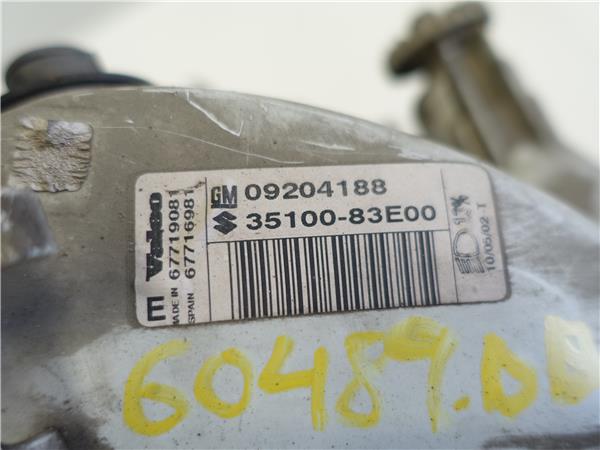 GM 09204188
35100-83E00
E Valeo
MADE IN 67719081
SPAIN 67716981
10/05/02-T
60489.DD